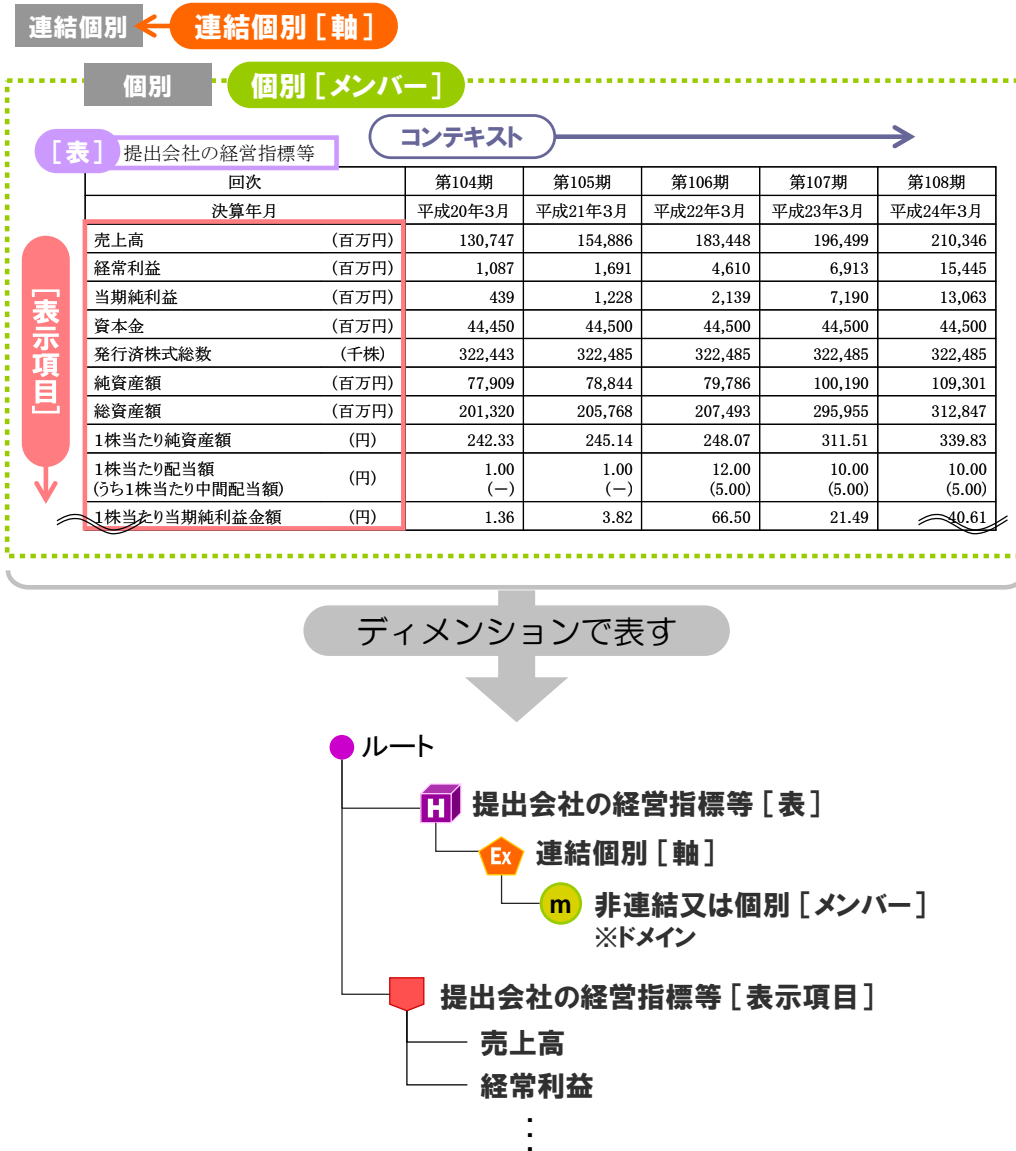 連結個別 連結個別［軸］
個別 個別［メンバー］
コンテキスト
［表］ 提出会社の経営指標等
回次 第104期 第105期 第106期 第107期 第108期
決算年月 平成20年3月 平成21年3月 平成22年3月 平成23年3月 平成24年3月
［表示項目］
売上高 (百万円) 130,747 154,886 183,448 196,499 210,346
経常利益 (百万円) 1,087 1,691 4,610 6,913 15,445
当期純利益 (百万円) 439 1,228 2,139 7,190 13,063
資本金 (百万円) 44,450 44,500 44,500 44,500 44,500
発行済株式総数 (千株) 322,443 322,485 322,485 322,485 322,485
純資産額 (百万円) 77,909 78,844 79,786 100,190 109,301
総資産額 (百万円) 201,320 205,768 207,493 295,955 312,847
1株当たり純資産額 (円) 242.33 245.14 248.07 311.51 339.83
1株当たり配当額 (円) 1.00 1.00 12.00 10.00 10.00
(うち1株当たり中間配当額) (－) (－) (5.00) (5.00) (5.00)
1株当たり当期純利益金額 (円) 1.36 3.82 66.50 21.49 40.61
ディメンションで表す
ルート
H 提出会社の経営指標等［表］
Ex 連結個別［軸］
m 非連結又は個別［メンバー］
※ドメイン
提出会社の経営指標等［表示項目］
売上高
経常利益
⋮